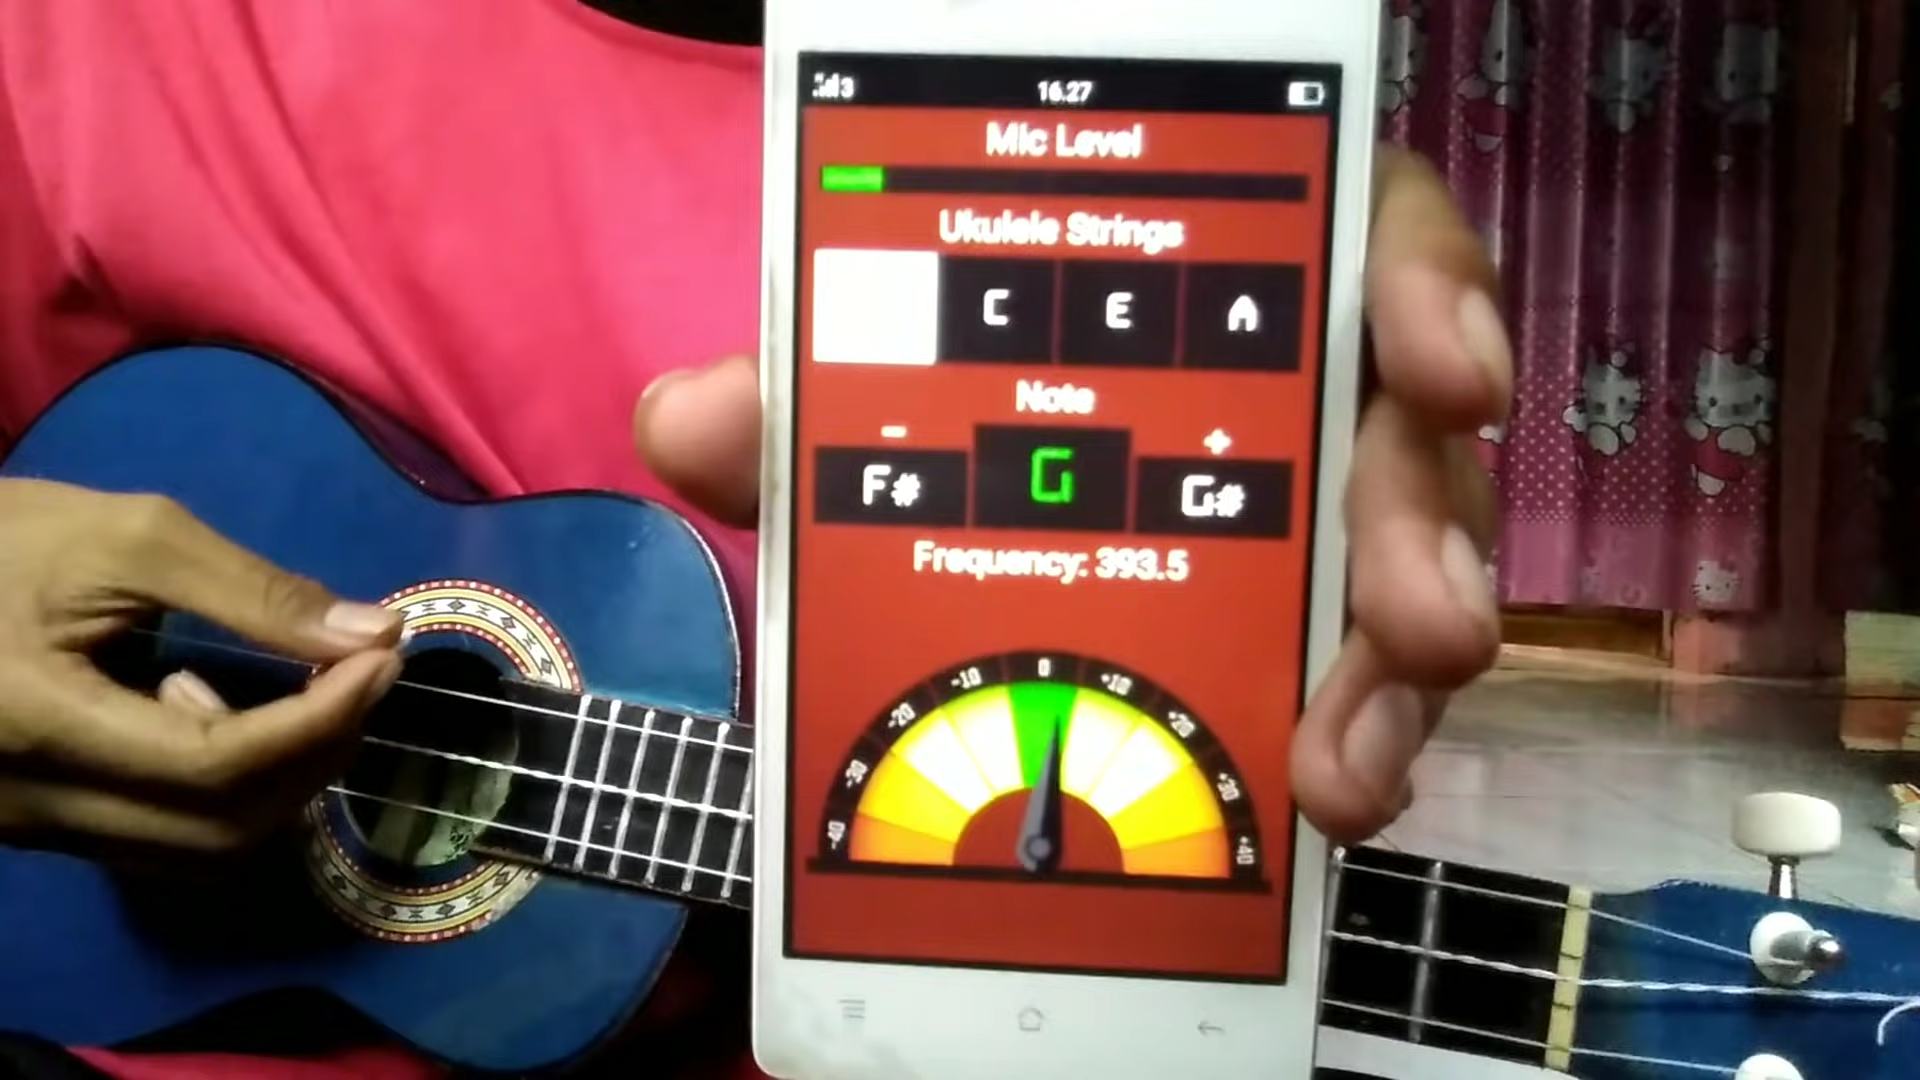 3 16.27
Mic Level
Ukulele Strings
C E A
Note
- +
F# G G#
Frequency: 393.5
-40 -30 -20 -10 0 +10 +20 +30 +40